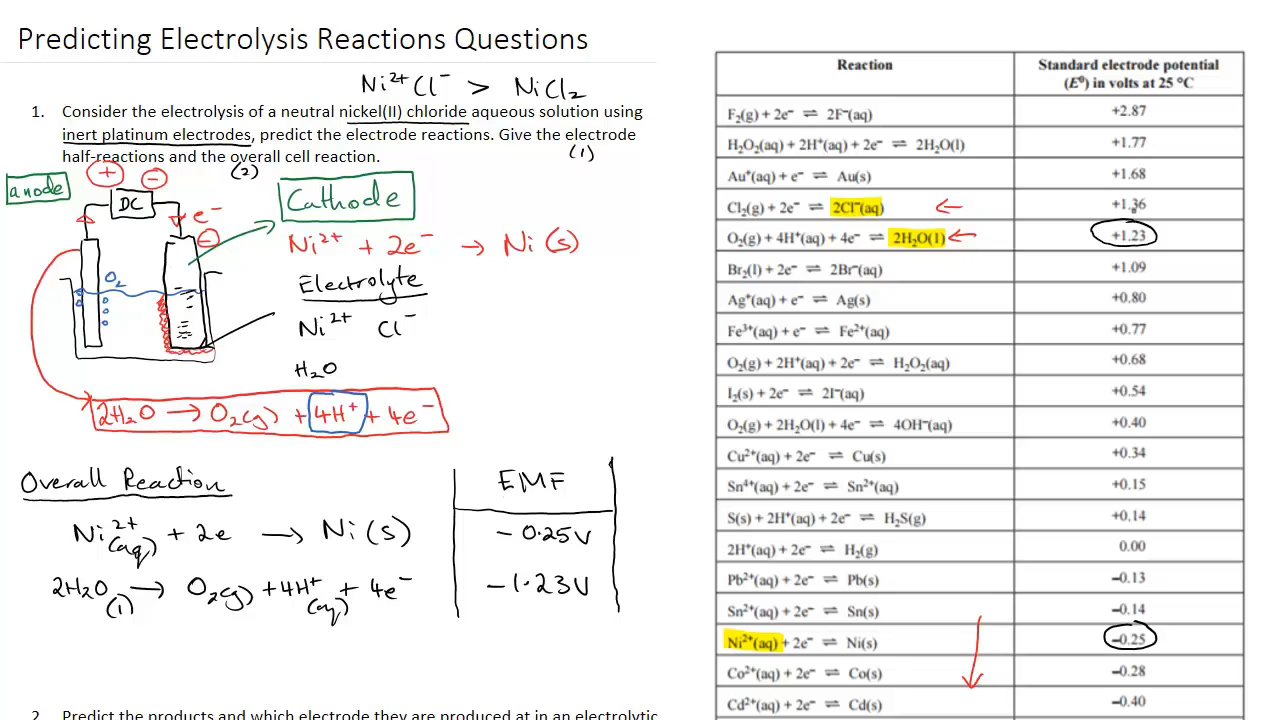 Predicting Electrolysis Reactions Questions
Ni²⁺ Cl⁻ > NiCl₂
1. Consider the electrolysis of a neutral nickel(II) chloride aqueous solution using
inert platinum electrodes, predict the electrode reactions. Give the electrode
half-reactions and the overall cell reaction.
(1)
(2)
anode
+
−
DC
e⁻
−
O₂
Cathode
Ni²⁺ + 2e⁻ → Ni(s)
Electrolyte
Ni²⁺ Cl⁻
H₂O
2H₂O → O₂(g) + 4H⁺ + 4e⁻
Overall Reaction
EMF
Ni²⁺(aq) + 2e → Ni(s)
−0.25V
2H₂O(l) → O₂(g) + 4H⁺(aq) + 4e⁻
−1.23V
2. Predict the products and which electrode they are produced at in an electrolytic
Reaction Standard electrode potential
(E⁰) in volts at 25 °C
F₂(g) + 2e⁻ ⇌ 2F⁻(aq) +2.87
H₂O₂(aq) + 2H⁺(aq) + 2e⁻ ⇌ 2H₂O(l) +1.77
Au⁺(aq) + e⁻ ⇌ Au(s) +1.68
Cl₂(g) + 2e⁻ ⇌ 2Cl⁻(aq) ← +1.36
O₂(g) + 4H⁺(aq) + 4e⁻ ⇌ 2H₂O(l) ← +1.23
Br₂(l) + 2e⁻ ⇌ 2Br⁻(aq) +1.09
Ag⁺(aq) + e⁻ ⇌ Ag(s) +0.80
Fe³⁺(aq) + e⁻ ⇌ Fe²⁺(aq) +0.77
O₂(g) + 2H⁺(aq) + 2e⁻ ⇌ H₂O₂(aq) +0.68
I₂(s) + 2e⁻ ⇌ 2I⁻(aq) +0.54
O₂(g) + 2H₂O(l) + 4e⁻ ⇌ 4OH⁻(aq) +0.40
Cu²⁺(aq) + 2e⁻ ⇌ Cu(s) +0.34
Sn⁴⁺(aq) + 2e⁻ ⇌ Sn²⁺(aq) +0.15
S(s) + 2H⁺(aq) + 2e⁻ ⇌ H₂S(g) +0.14
2H⁺(aq) + 2e⁻ ⇌ H₂(g) 0.00
Pb²⁺(aq) + 2e⁻ ⇌ Pb(s) −0.13
Sn²⁺(aq) + 2e⁻ ⇌ Sn(s) −0.14
Ni²⁺(aq) + 2e⁻ ⇌ Ni(s) −0.25
Co²⁺(aq) + 2e⁻ ⇌ Co(s) −0.28
Cd²⁺(aq) + 2e⁻ ⇌ Cd(s) −0.40